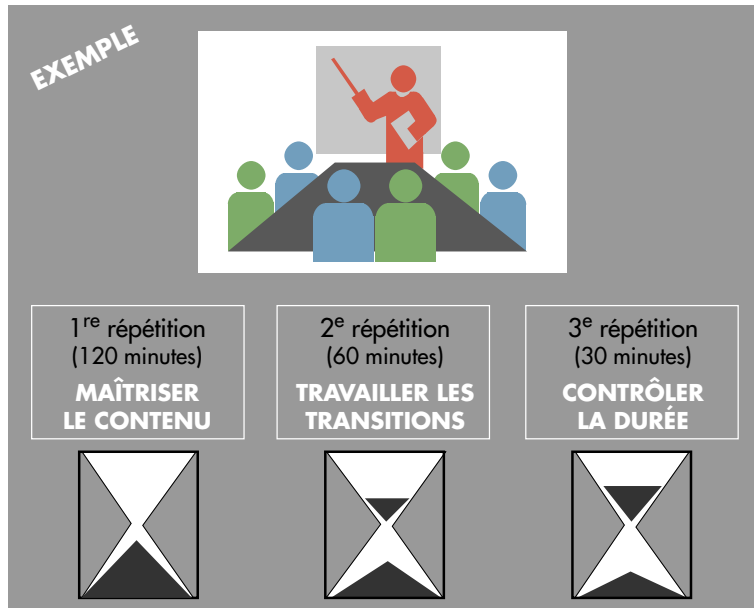 EXEMPLE
1re répétition
(120 minutes)
MAÎTRISER
LE CONTENU
2e répétition
(60 minutes)
TRAVAILLER LES
TRANSITIONS
3e répétition
(30 minutes)
CONTRÔLER
LA DURÉE